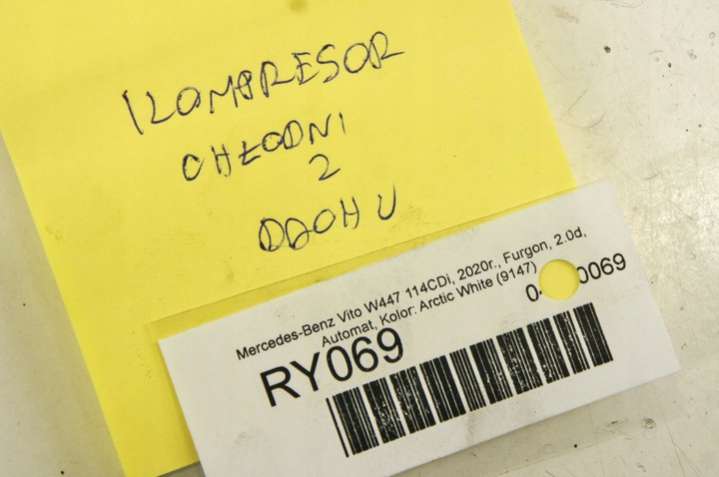 KOMPRESOR
CHŁODNI
2
DACHU
Mercedes-Benz Vito W447 114CDi, 2020r., Furgon, 2.0d,
Automat, Kolor: Arctic White (9147)
RY069